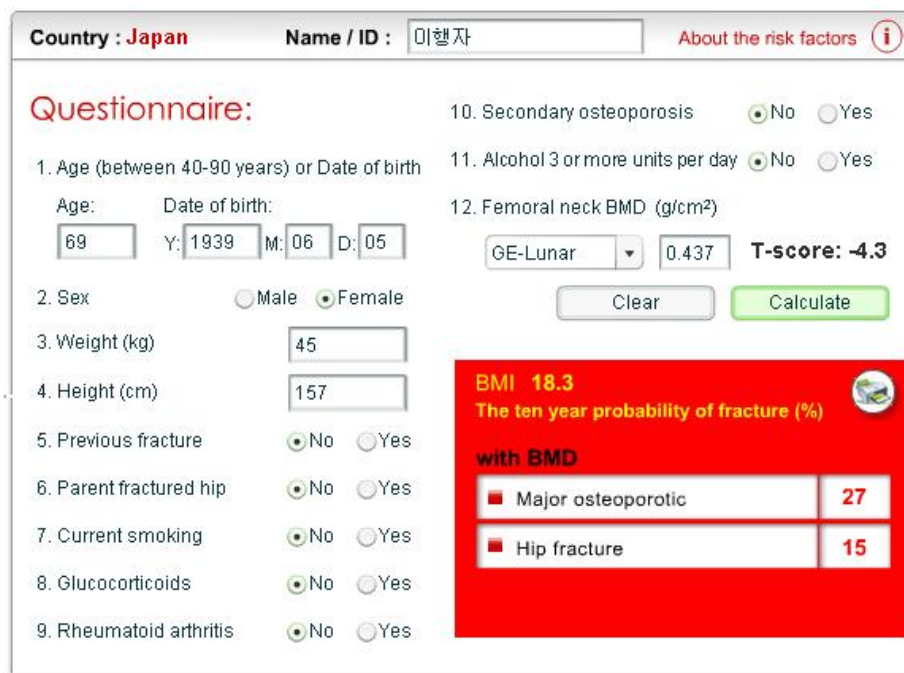 Country : Japan Name / ID : 이행자 About the risk factors i
Questionnaire:
1. Age (between 40-90 years) or Date of birth
Age: Date of birth:
69 Y: 1939 M: 06 D: 05
2. Sex Male Female
3. Weight (kg) 45
4. Height (cm) 157
5. Previous fracture No Yes
6. Parent fractured hip No Yes
7. Current smoking No Yes
8. Glucocorticoids No Yes
9. Rheumatoid arthritis No Yes
10. Secondary osteoporosis No Yes
11. Alcohol 3 or more units per day No Yes
12. Femoral neck BMD (g/cm²)
GE-Lunar 0.437 T-score: -4.3
Clear Calculate
BMI 18.3
The ten year probability of fracture (%)
with BMD
Major osteoporotic 27
Hip fracture 15